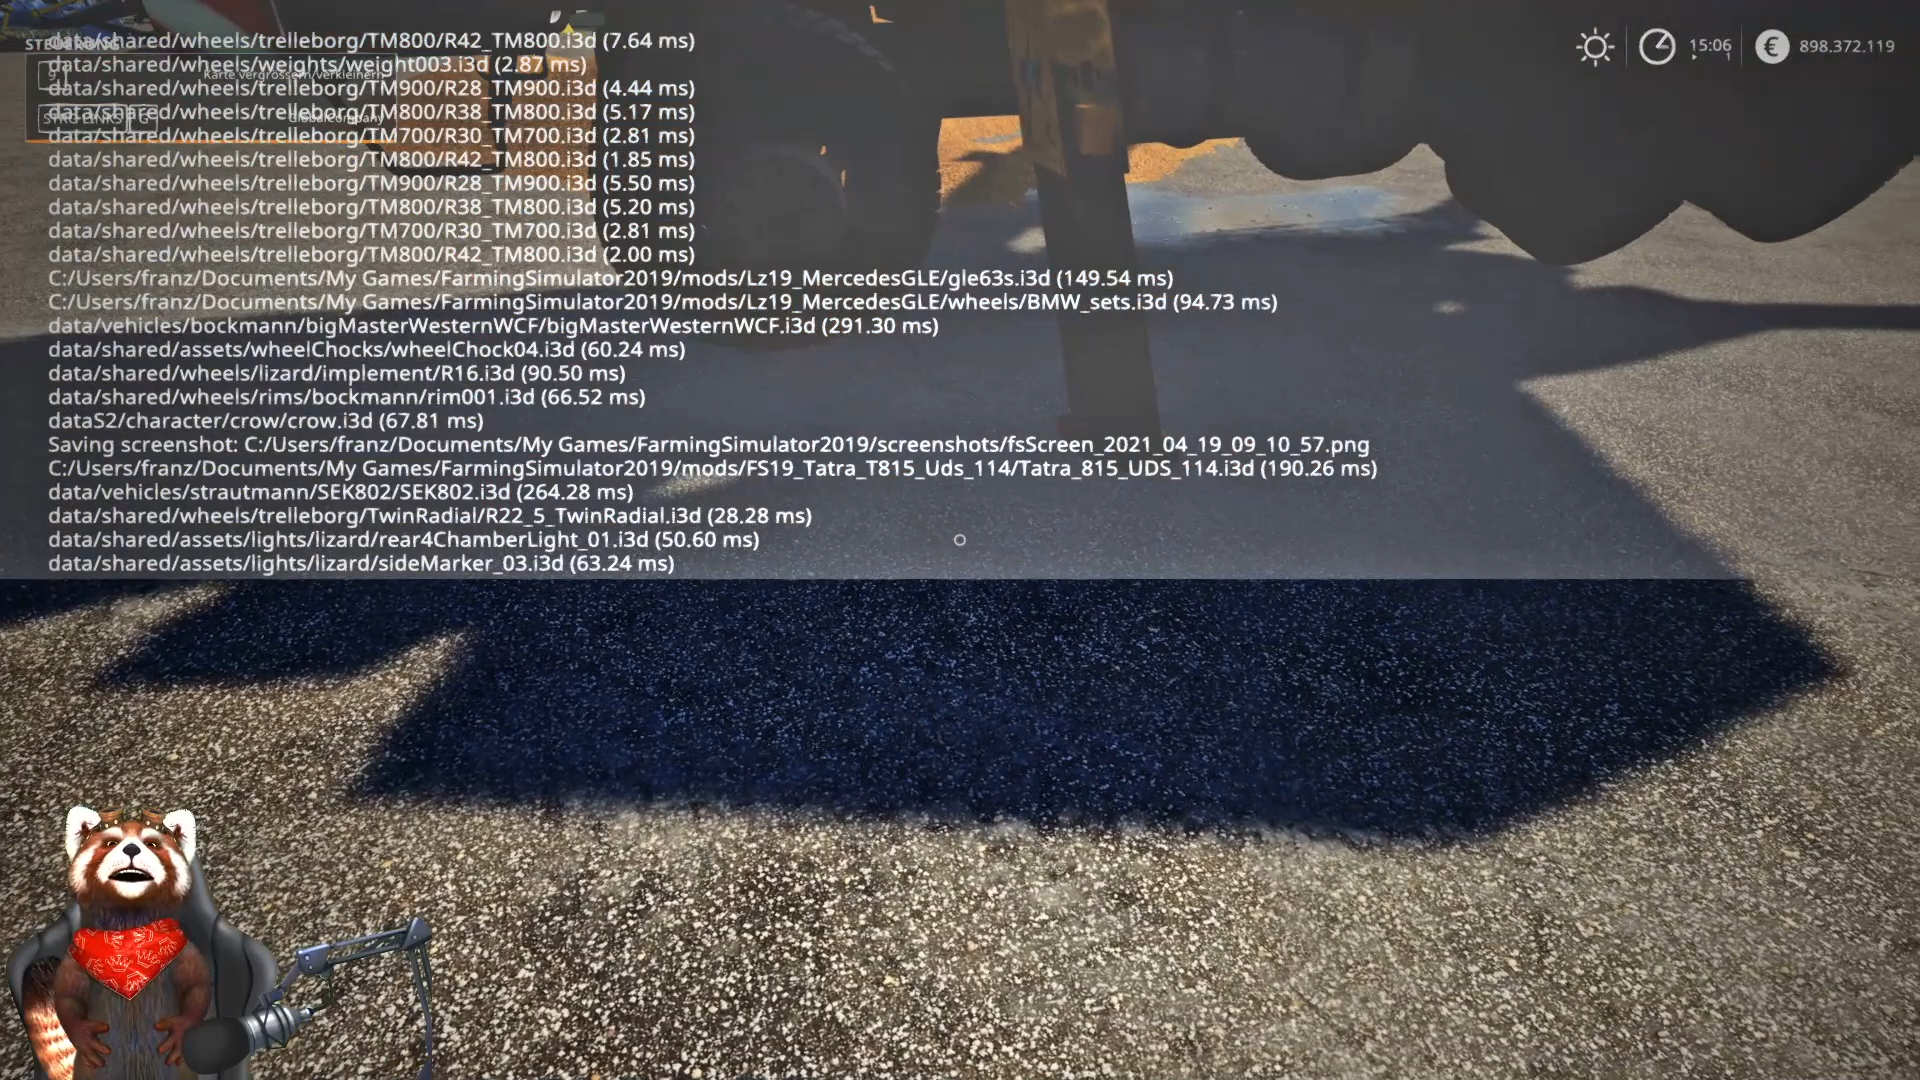 STEUERUNG
data/shared/wheels/trelleborg/TM800/R42_TM800.i3d (7.64 ms)
data/shared/wheels/weights/weight003.i3d (2.87 ms)
9
Karte vergrössern/verkleinern
data/shared/wheels/trelleborg/TM900/R28_TM900.i3d (4.44 ms)
data/shared/wheels/trelleborg/TM800/R38_TM800.i3d (5.17 ms)
STRG LINKS G
GlobalCompany
data/shared/wheels/trelleborg/TM700/R30_TM700.i3d (2.81 ms)
data/shared/wheels/trelleborg/TM800/R42_TM800.i3d (1.85 ms)
data/shared/wheels/trelleborg/TM900/R28_TM900.i3d (5.50 ms)
data/shared/wheels/trelleborg/TM800/R38_TM800.i3d (5.20 ms)
data/shared/wheels/trelleborg/TM700/R30_TM700.i3d (2.81 ms)
data/shared/wheels/trelleborg/TM800/R42_TM800.i3d (2.00 ms)
C:/Users/franz/Documents/My Games/FarmingSimulator2019/mods/Lz19_MercedesGLE/gle63s.i3d (149.54 ms)
C:/Users/franz/Documents/My Games/FarmingSimulator2019/mods/Lz19_MercedesGLE/wheels/BMW_sets.i3d (94.73 ms)
data/vehicles/bockmann/bigMasterWesternWCF/bigMasterWesternWCF.i3d (291.30 ms)
data/shared/assets/wheelChocks/wheelChock04.i3d (60.24 ms)
data/shared/wheels/lizard/implement/R16.i3d (90.50 ms)
data/shared/wheels/rims/bockmann/rim001.i3d (66.52 ms)
dataS2/character/crow/crow.i3d (67.81 ms)
Saving screenshot: C:/Users/franz/Documents/My Games/FarmingSimulator2019/screenshots/fsScreen_2021_04_19_09_10_57.png
C:/Users/franz/Documents/My Games/FarmingSimulator2019/mods/FS19_Tatra_T815_Uds_114/Tatra_815_UDS_114.i3d (190.26 ms)
data/vehicles/strautmann/SEK802/SEK802.i3d (264.28 ms)
data/shared/wheels/trelleborg/TwinRadial/R22_5_TwinRadial.i3d (28.28 ms)
data/shared/assets/lights/lizard/rear4ChamberLight_01.i3d (50.60 ms)
data/shared/assets/lights/lizard/sideMarker_03.i3d (63.24 ms)
15:06
1
€ 898.372.119